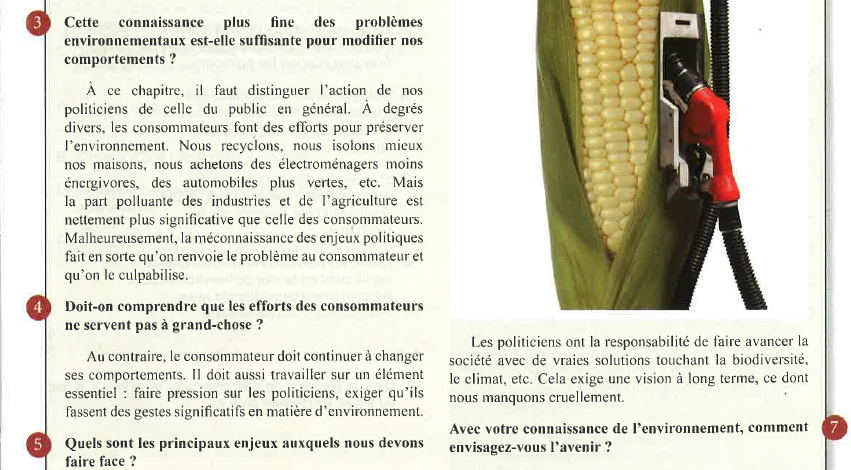 3 Cette connaissance plus fine des problèmes
environnementaux est-elle suffisante pour modifier nos
comportements ?
À ce chapitre, il faut distinguer l'action de nos
politiciens de celle du public en général. À degrés
divers, les consommateurs font des efforts pour préserver
l'environnement. Nous recyclons, nous isolons mieux
nos maisons, nous achetons des électroménagers moins
énergivores, des automobiles plus vertes, etc. Mais
la part polluante des industries et de l'agriculture est
nettement plus significative que celle des consommateurs.
Malheureusement, la méconnaissance des enjeux politiques
fait en sorte qu'on renvoie le problème au consommateur et
qu'on le culpabilise.
4 Doit-on comprendre que les efforts des consommateurs
ne servent pas à grand-chose ?
Au contraire, le consommateur doit continuer à changer
ses comportements. Il doit aussi travailler sur un élément
essentiel : faire pression sur les politiciens, exiger qu'ils
fassent des gestes significatifs en matière d'environnement.
5 Quels sont les principaux enjeux auxquels nous devons
faire face ?
Les politiciens ont la responsabilité de faire avancer la
société avec de vraies solutions touchant la biodiversité,
le climat, etc. Cela exige une vision à long terme, ce dont
nous manquons cruellement.
Avec votre connaissance de l'environnement, comment 7
envisagez-vous l'avenir ?